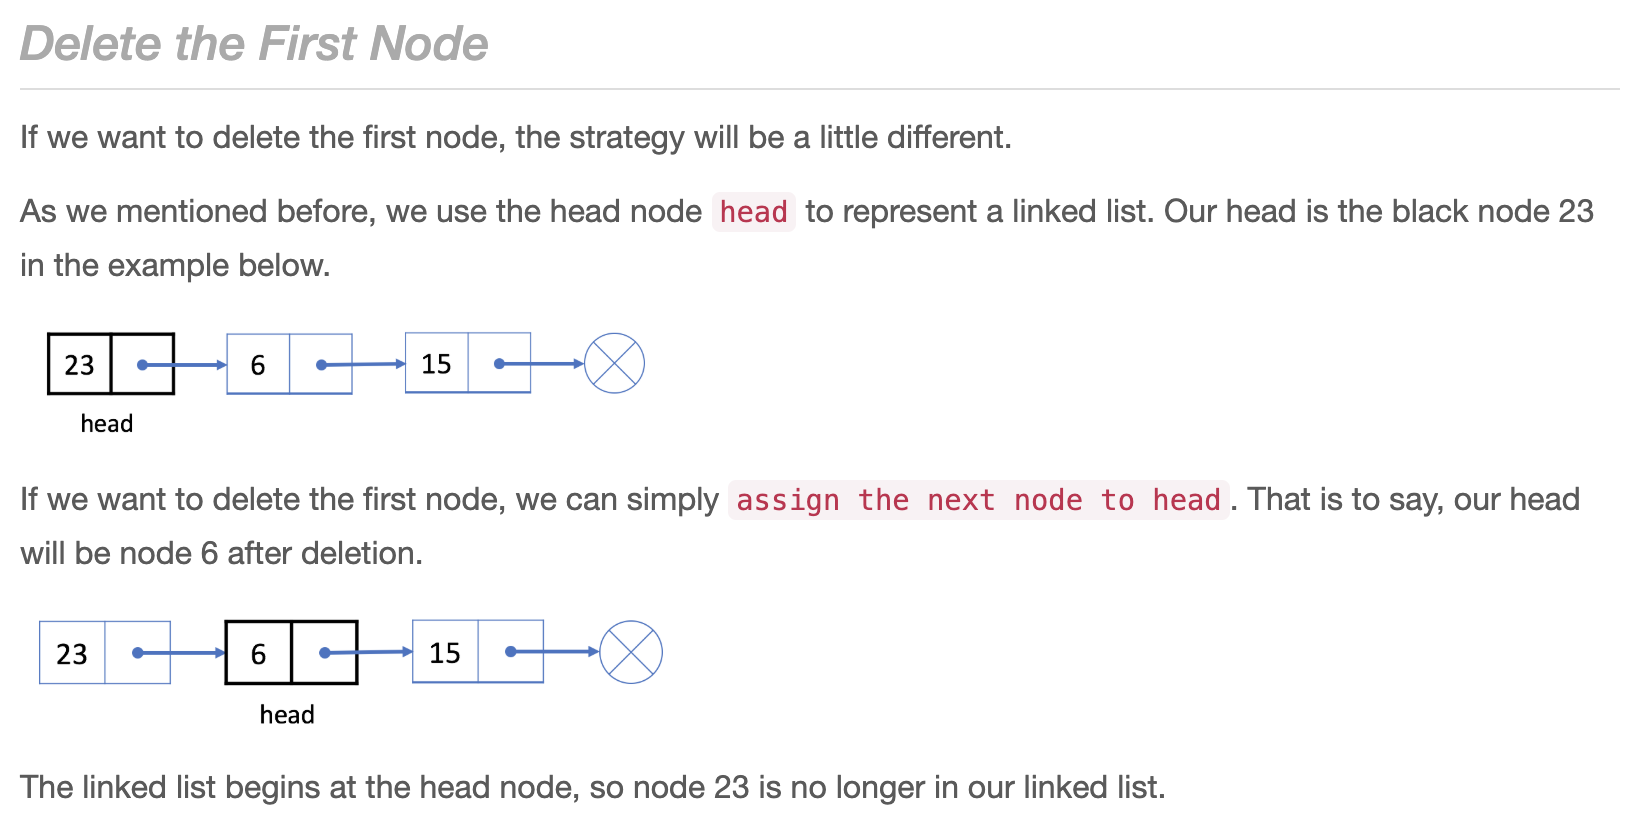 Delete the First Node
If we want to delete the first node, the strategy will be a little different.
As we mentioned before, we use the head node head to represent a linked list. Our head is the black node 23
in the example below.
23 6 15
head
If we want to delete the first node, we can simply assign the next node to head. That is to say, our head
will be node 6 after deletion.
23 6 15
head
The linked list begins at the head node, so node 23 is no longer in our linked list.